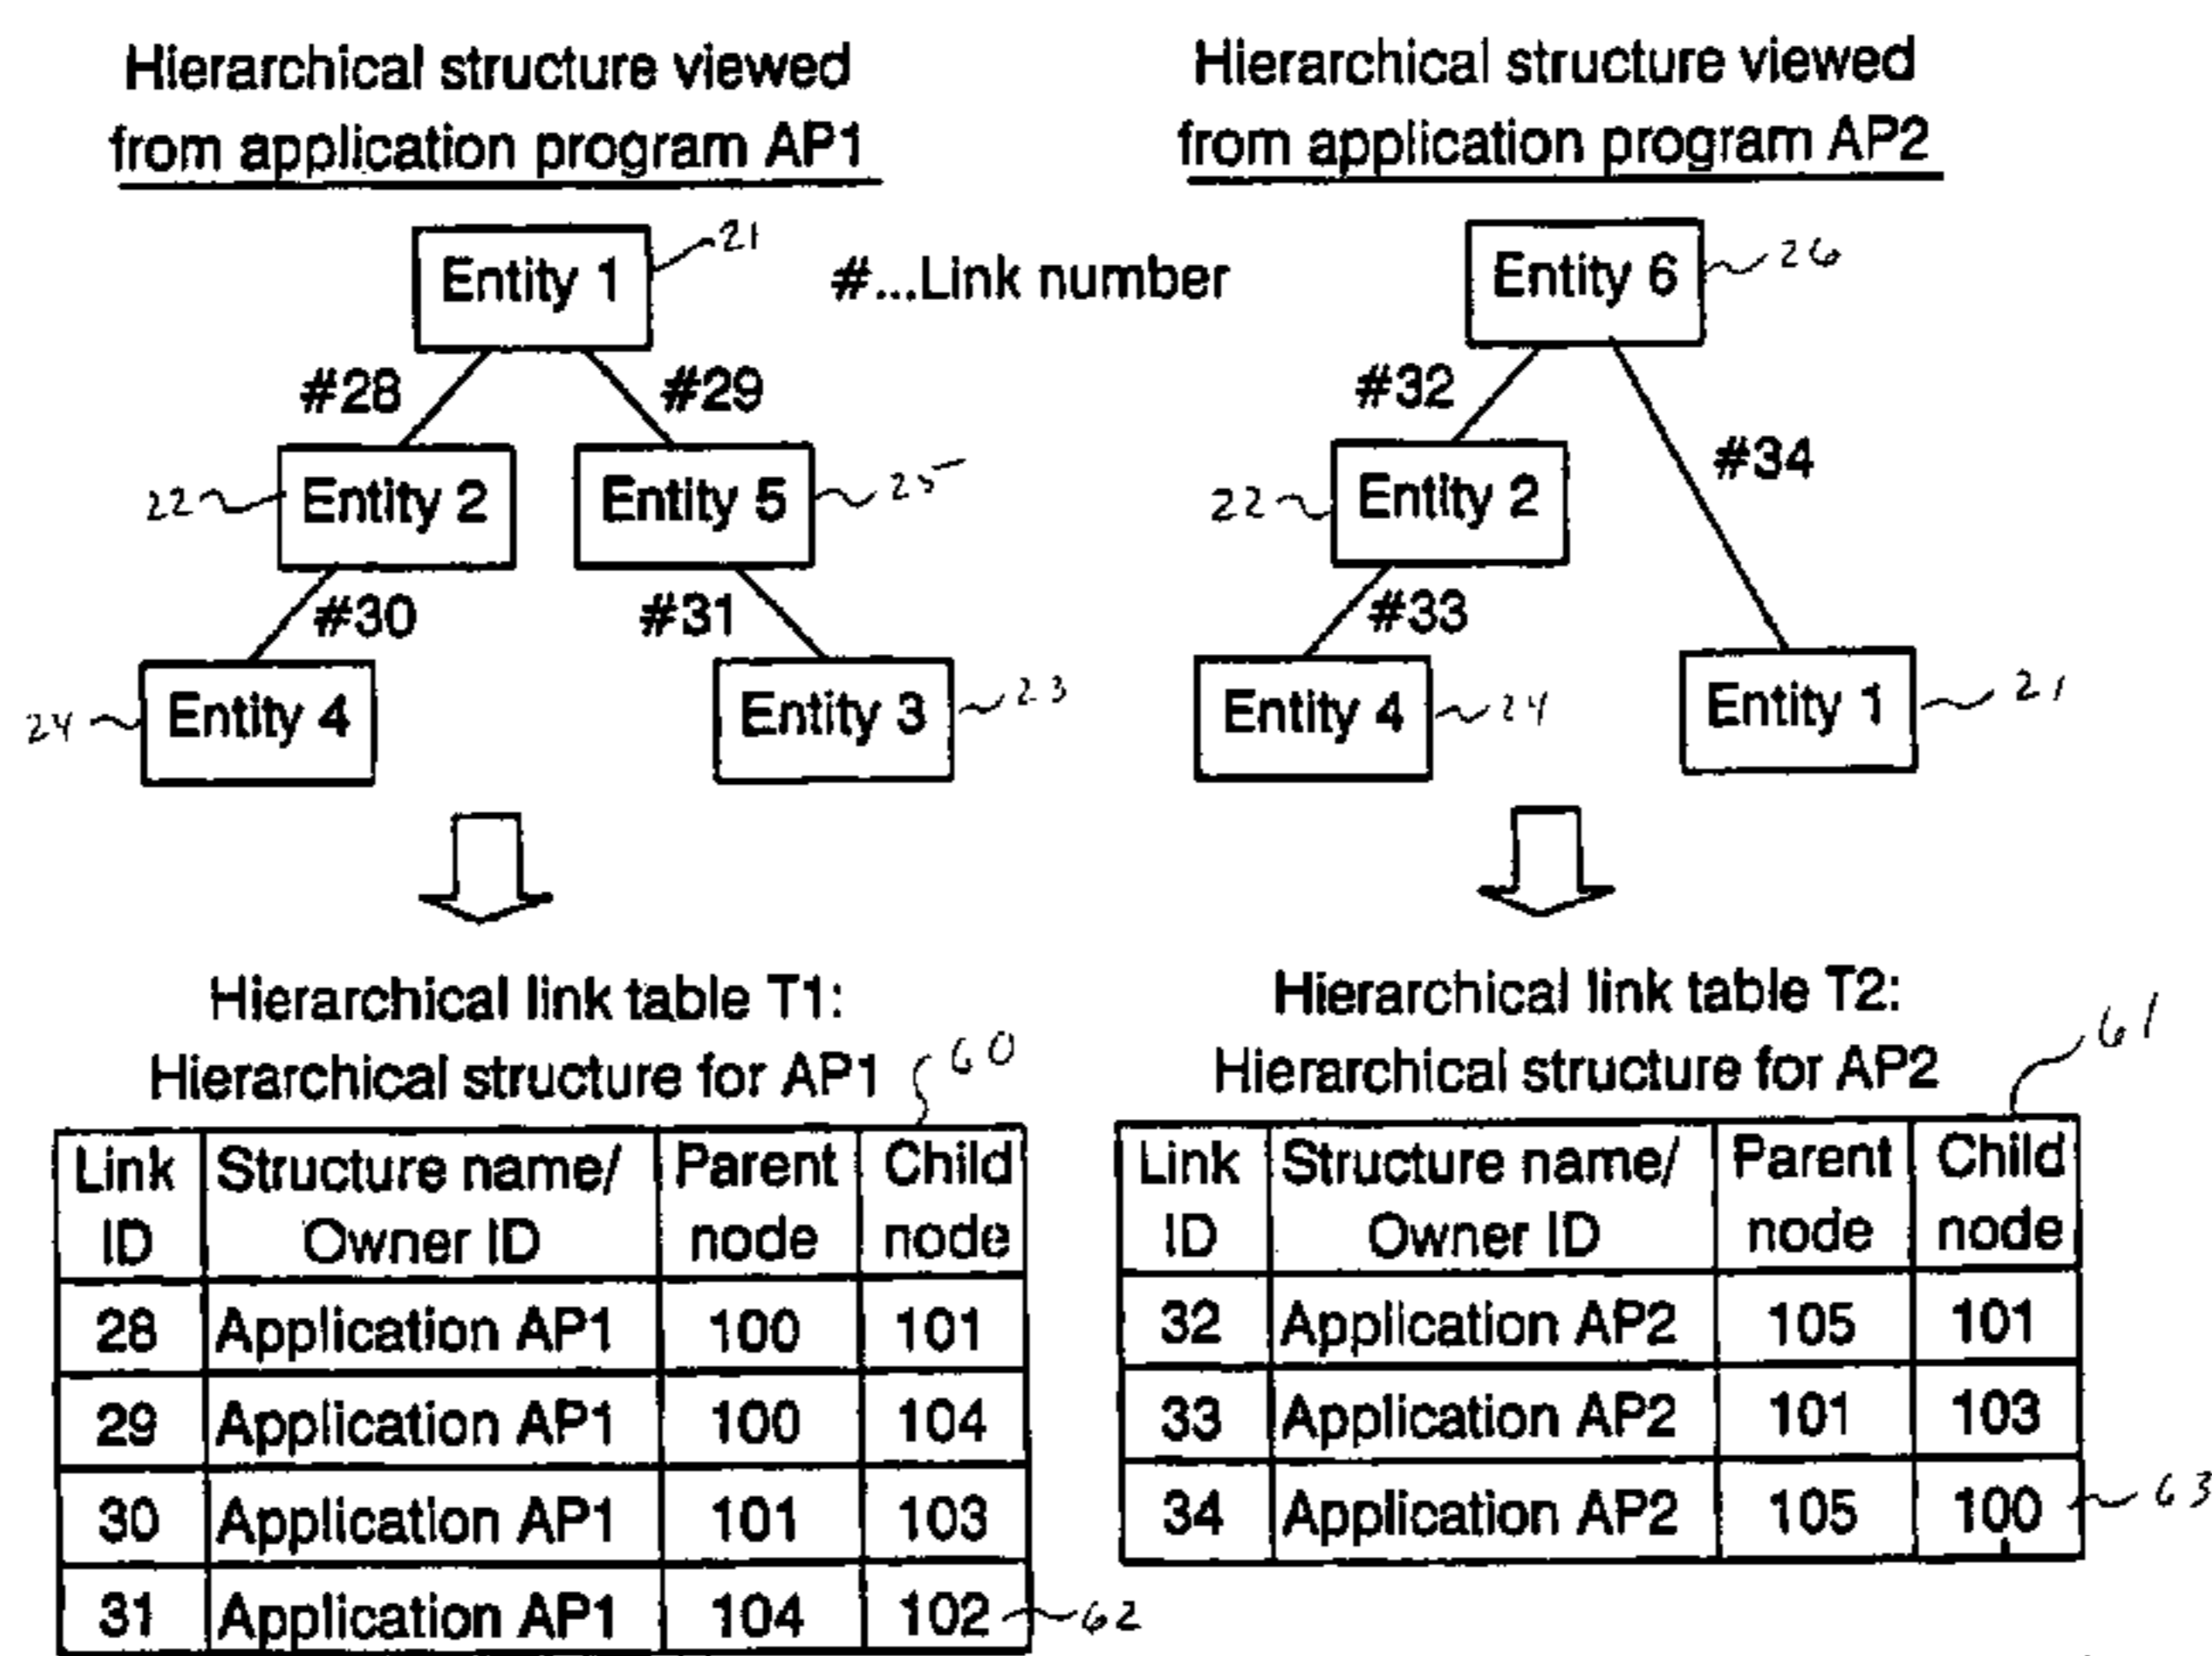 Hierarchical structure viewed
from application program AP1
Hierarchical structure viewed
from application program AP2
Entity 1
21
#...Link number
Entity 6
26
#28
#29
#32
#34
22
Entity 2
Entity 5
25
22
Entity 2
#30
#31
#33
24
Entity 4
Entity 3
23
Entity 4
24
Entity 1
21
Hierarchical link table T1:
Hierarchical structure for AP1
60
Hierarchical link table T2:
Hierarchical structure for AP2
61
Link ID Structure name/ Owner ID Parent node Child node
28 Application AP1 100 101
29 Application AP1 100 104
30 Application AP1 101 103
31 Application AP1 104 102
62
Link ID Structure name/ Owner ID Parent node Child node
32 Application AP2 105 101
33 Application AP2 101 103
34 Application AP2 105 100
63